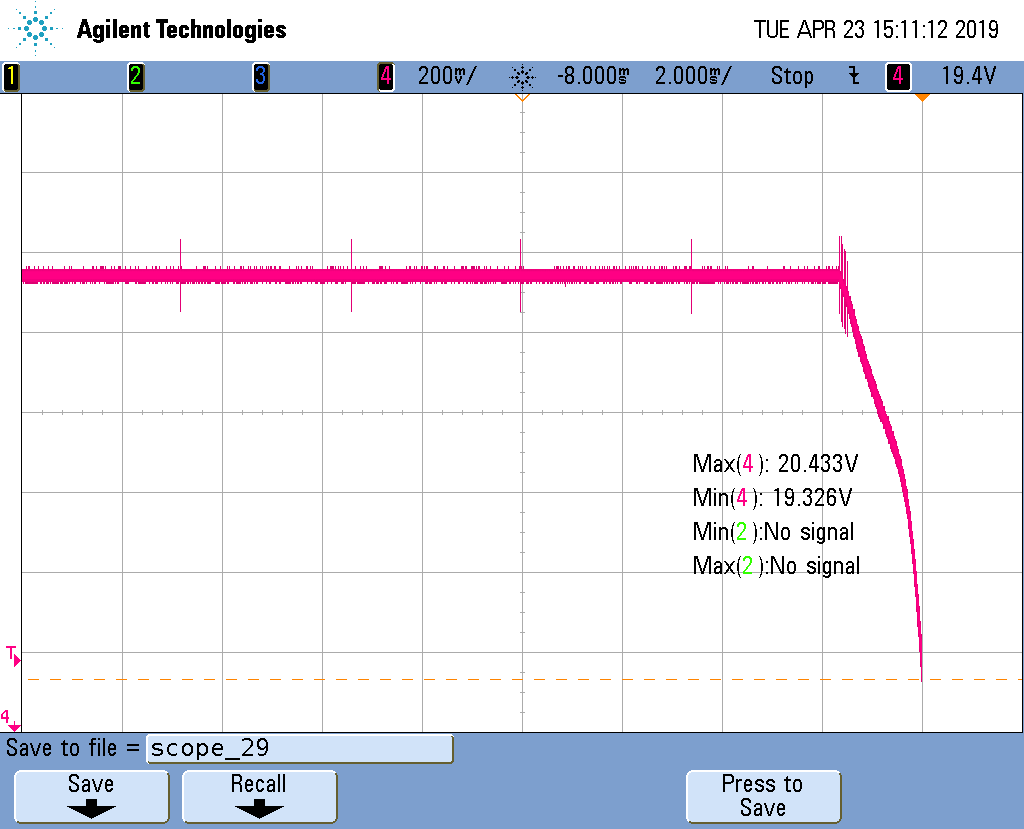 Agilent Technologies
TUE APR 23 15:11:12 2019
1 2 3 4 200mV/ -8.000ms 2.000ms/ Stop 4 19.4V
Max(4): 20.433V
Min(4): 19.326V
Min(2):No signal
Max(2):No signal
T
4
Save to file = scope_29
Save Recall Press to
Save